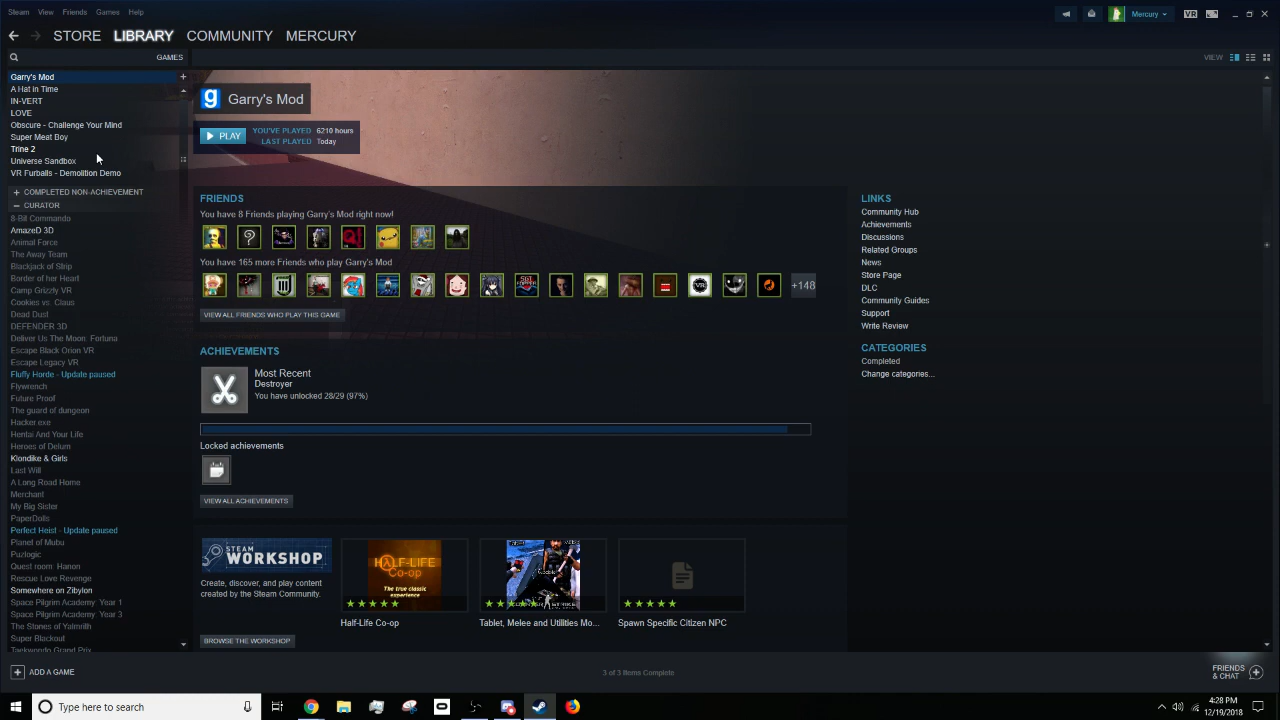 Steam View Friends Games Help
Mercury
VR
STORE LIBRARY COMMUNITY MERCURY
GAMES
VIEW
Garry's Mod
A Hat in Time
IN-VERT
LOVE
Obscure - Challenge Your Mind
Super Meat Boy
Trine 2
Universe Sandbox
VR Furballs - Demolition Demo
+ COMPLETED NON-ACHIEVEMENT
− CURATOR
8-Bit Commando
AmazeD 3D
Animal Force
The Away Team
Blackjack of Strip
Border of her Heart
Camp Grizzly VR
Cookies vs. Claus
Dead Dust
DEFENDER 3D
Deliver Us The Moon: Fortuna
Escape Black Orion VR
Escape Legacy VR
Fluffy Horde - Update paused
Flywrench
Future Proof
The guard of dungeon
Hacker.exe
Hentai And Your Life
Heroes of Delum
Klondike & Girls
Last Will
A Long Road Home
Merchant
My Big Sister
PaperDolls
Perfect Heist - Update paused
Planet of Mubu
Puzlogic
Quest room: Hanon
Rescue Love Revenge
Somewhere on Zibylon
Space Pilgrim Academy: Year 1
Space Pilgrim Academy: Year 3
The Stones of Yalmrith
Super Blackout
Taekwondo Grand Prix
g Garry's Mod
PLAY
YOU'VE PLAYED 6210 hours
LAST PLAYED Today
FRIENDS
You have 8 Friends playing Garry's Mod right now!
You have 165 more Friends who play Garry's Mod
+148
VIEW ALL FRIENDS WHO PLAY THIS GAME
ACHIEVEMENTS
Most Recent
Destroyer
You have unlocked 28/29 (97%)
Locked achievements
VIEW ALL ACHIEVEMENTS
STEAM WORKSHOP
Create, discover, and play content
created by the Steam Community.
BROWSE THE WORKSHOP
HALF-LIFE
Co-op
The true classic
experience
Half-Life Co-op
Tablet, Melee and Utilities Mo...
Spawn Specific Citizen NPC
LINKS
Community Hub
Achievements
Discussions
Related Groups
News
Store Page
DLC
Community Guides
Support
Write Review
CATEGORIES
Completed
Change categories...
+ ADD A GAME
3 of 3 Items Complete
FRIENDS
& CHAT
Type here to search
4:28 PM
12/19/2018